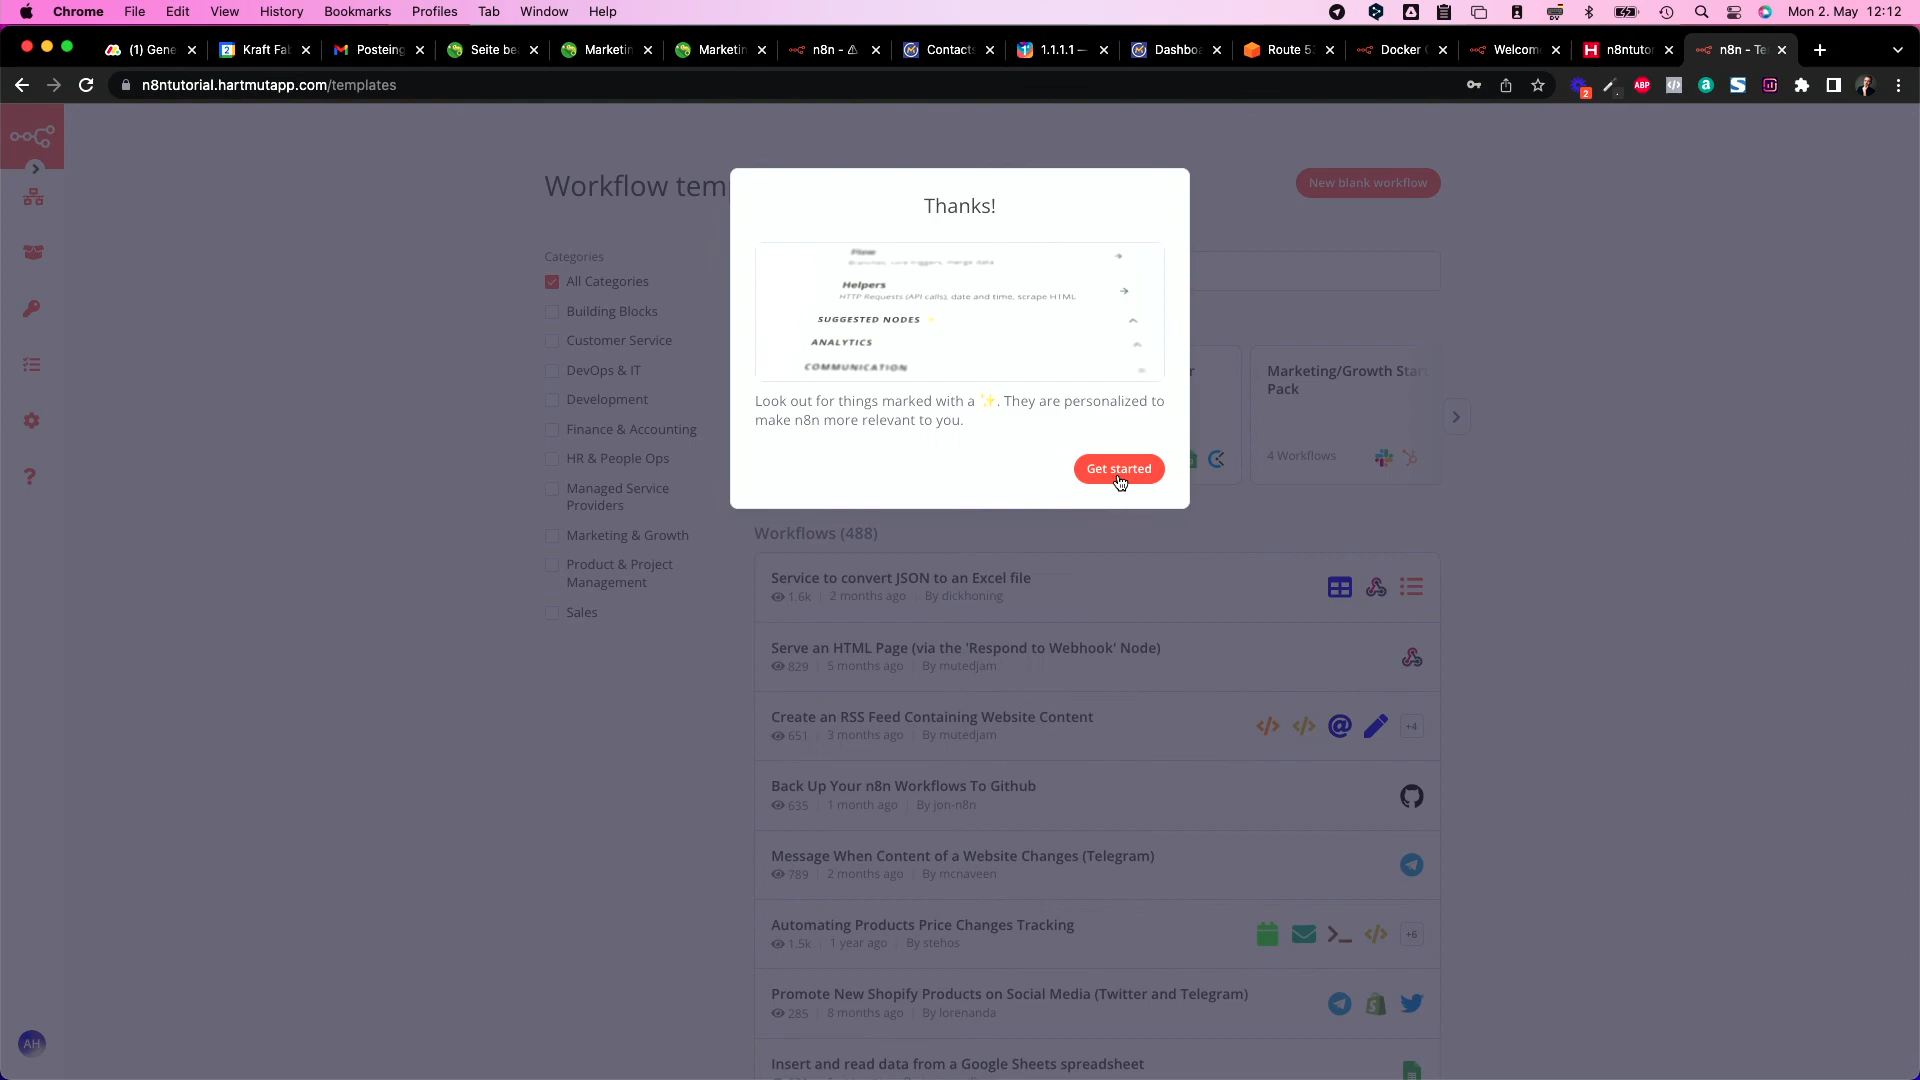 Chrome File Edit View History Bookmarks Profiles Tab Window Help
Mon 2. May 12:12
(1) Gene
Kraft Fa
Posteing
Seite be
Marketin
Marketin
n8n -
Contacts
1.1.1.1 —
Dashbo
Route 5
Docker
Welcom
n8ntutor
n8n - Te
n8ntutorial.hartmutapp.com/templates
2
ABP
Workflow tem
New blank workflow
Thanks!
Flow
Branches, core triggers, merge data
Helpers
HTTP Requests (API calls), date and time, scrape HTML
SUGGESTED NODES ✨
ANALYTICS
COMMUNICATION
Look out for things marked with a ✨. They are personalized to
make n8n more relevant to you.
Get started
Categories
All Categories
Building Blocks
Customer Service
DevOps & IT
Development
Finance & Accounting
HR & People Ops
Managed Service
Providers
Marketing & Growth
Product & Project
Management
Sales
r
Marketing/Growth Star
Pack
4 Workflows
Workflows (488)
Service to convert JSON to an Excel file
1.6k | 2 months ago | By dickhoning
Serve an HTML Page (via the 'Respond to Webhook' Node)
829 | 5 months ago | By mutedjam
Create an RSS Feed Containing Website Content
651 | 3 months ago | By mutedjam
+4
Back Up Your n8n Workflows To Github
635 | 1 month ago | By jon-n8n
Message When Content of a Website Changes (Telegram)
789 | 2 months ago | By mcnaveen
Automating Products Price Changes Tracking
1.5k | 1 year ago | By stehos
+6
Promote New Shopify Products on Social Media (Twitter and Telegram)
285 | 8 months ago | By lorenanda
Insert and read data from a Google Sheets spreadsheet
AH